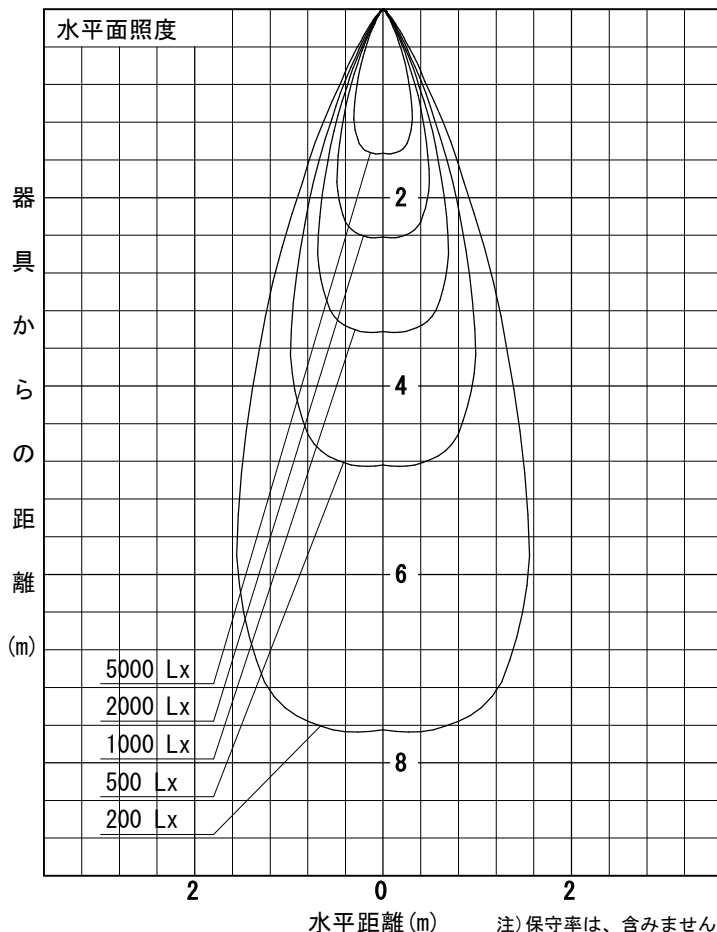 水平面照度
器具からの距離(m)
2
4
6
8
5000 Lx
2000 Lx
1000 Lx
500 Lx
200 Lx
2
0
2
水平距離(m)
注)保守率は、含みません